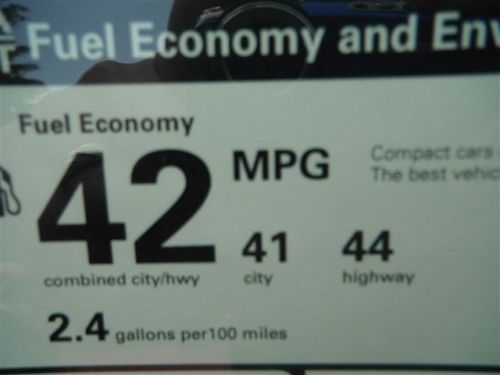 Fuel Economy and Env
Fuel Economy
42 MPG
combined city/hwy
41
city
44
highway
Compact cars
The best vehic
2.4 gallons per100 miles